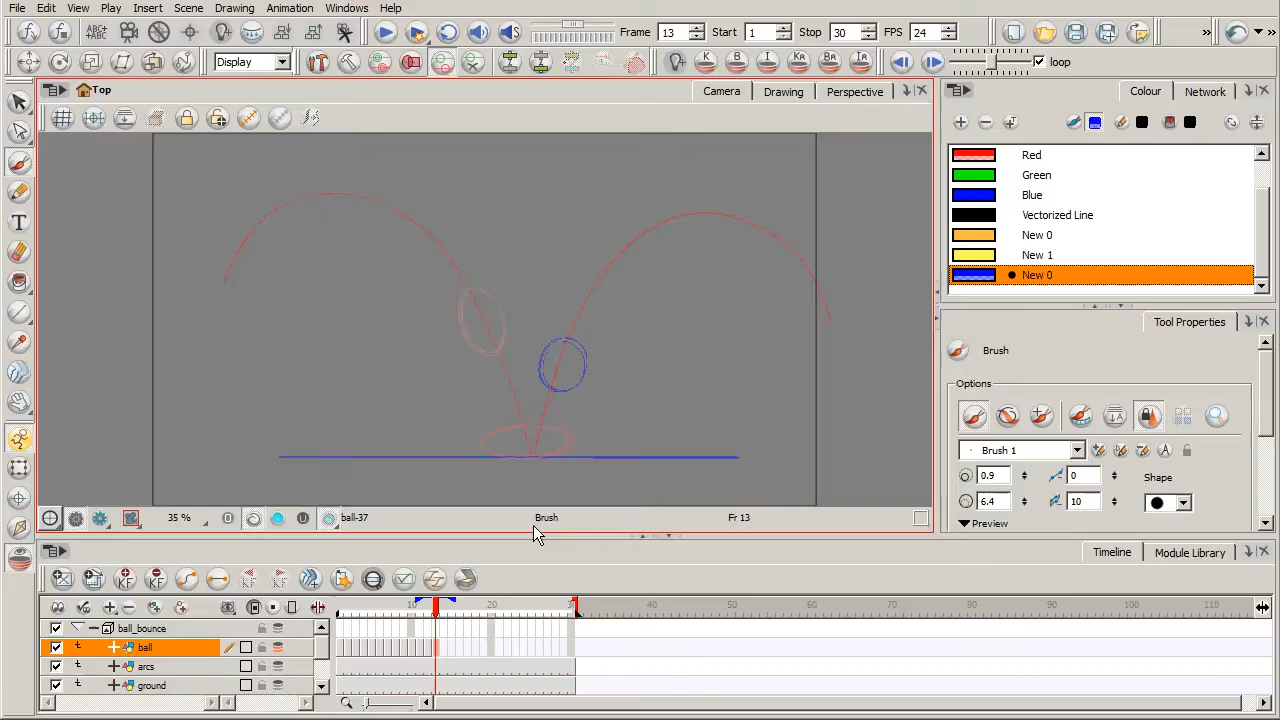 File Edit View Play Insert Scene Drawing Animation Windows Help
Frame 13 Start 1 Stop 30 FPS 24 » »
Display K B I KR BR IR loop
Top Camera Drawing Perspective Colour Network
Red
Green
Blue
Vectorized Line
New 0
New 1
New 0
Tool Properties
Brush
Options
Brush 1
0.9 0 Shape
6.4 10
Preview
35 % ball-37 Brush Fr 13
Timeline Module Library
10 20 30 40 50 60 70 80 90 100 110
ball_bounce
ball
arcs
ground